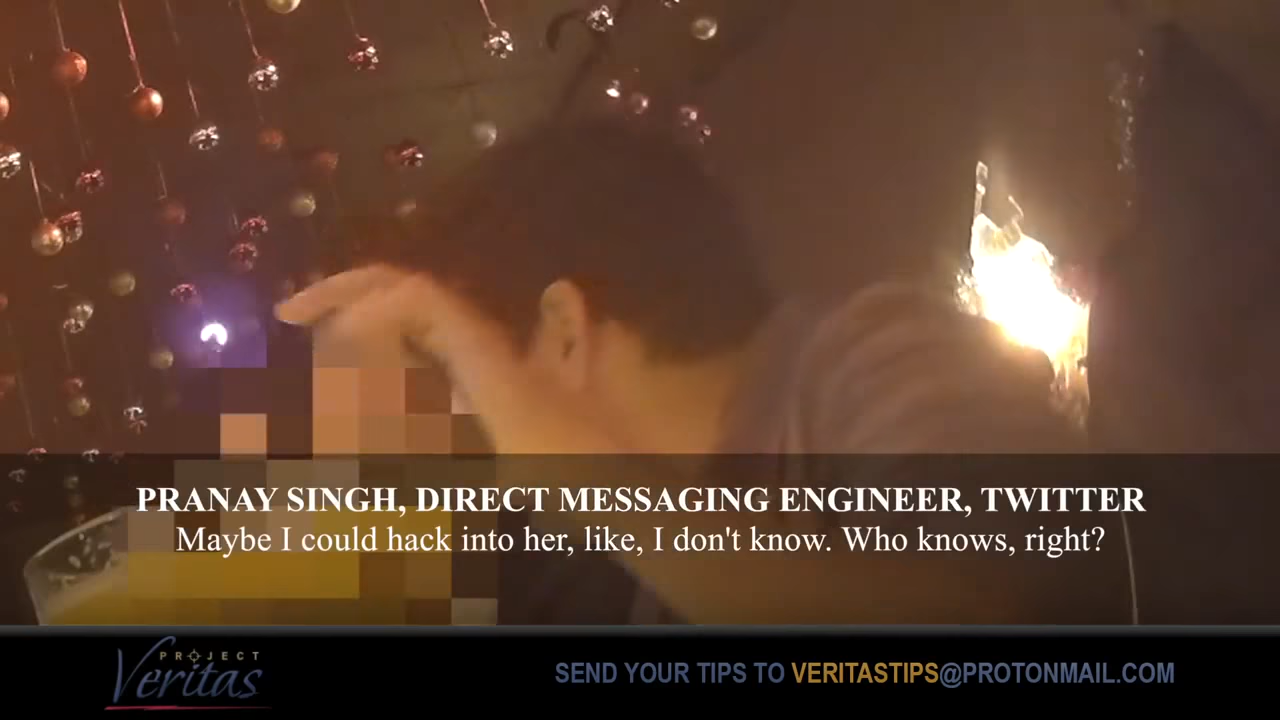 PRANAY SINGH, DIRECT MESSAGING ENGINEER, TWITTER
Maybe I could hack into her, like, I don't know. Who knows, right?
PROJECT
Veritas
SEND YOUR TIPS TO VERITASTIPS@PROTONMAIL.COM